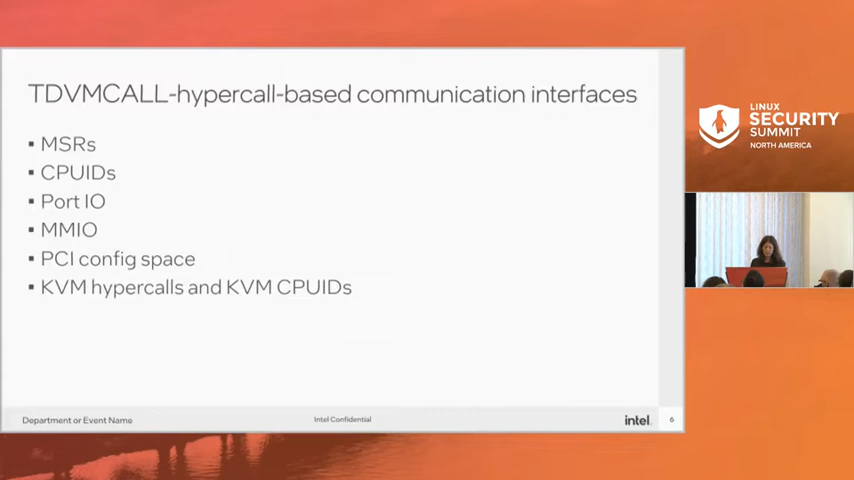 TDVMCALL-hypercall-based communication interfaces
▪ MSRs
▪ CPUIDs
▪ Port IO
▪ MMIO
▪ PCI config space
▪ KVM hypercalls and KVM CPUIDs
Department or Event Name
Intel Confidential
intel.
6
LINUX
SECURITY
SUMMIT
NORTH AMERICA